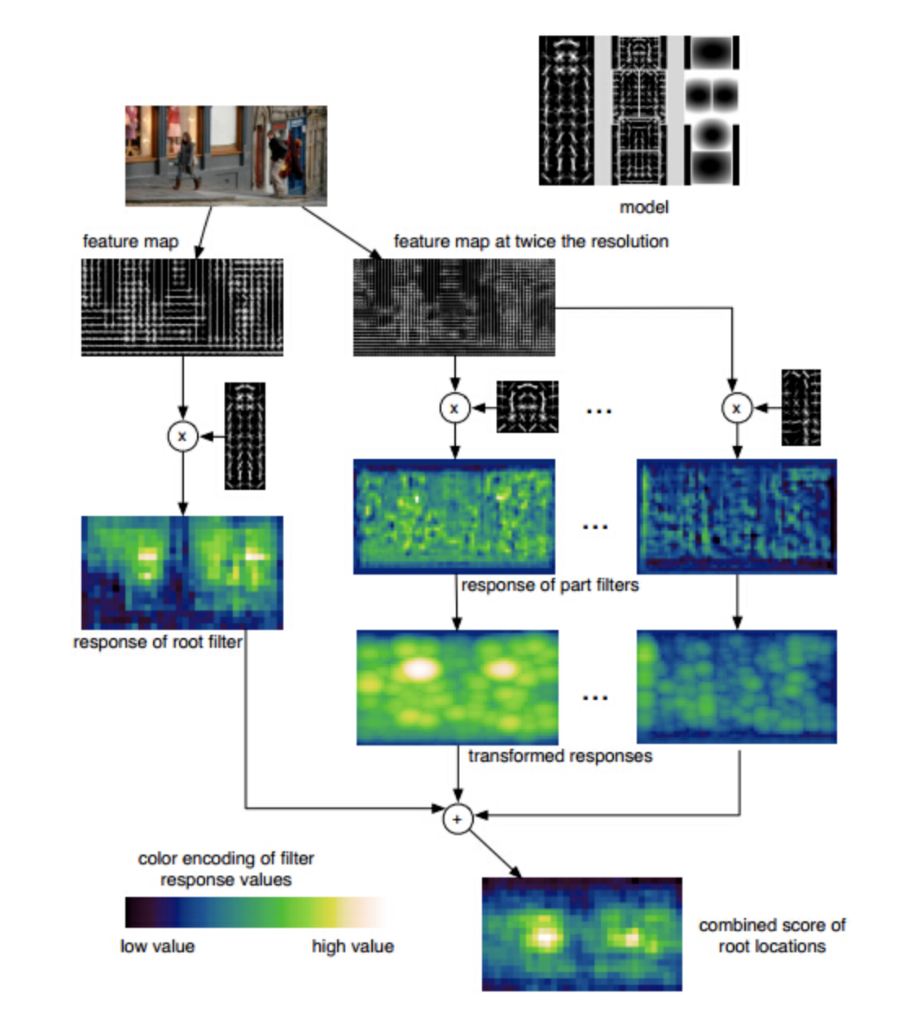 model
feature map
feature map at twice the resolution
x
x
...
x
...
response of part filters
response of root filter
...
transformed responses
+
color encoding of filter
response values
low value
high value
combined score of
root locations